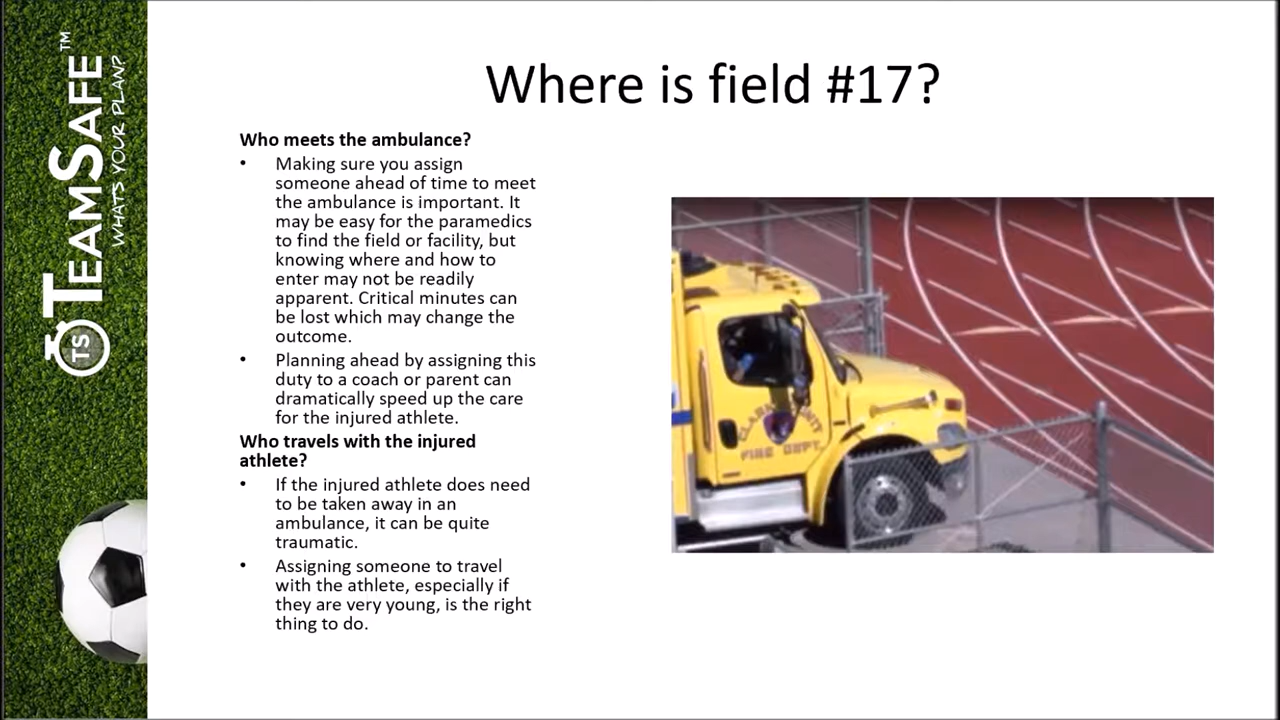 TEAMSAFE™
WHATS YOUR PLAN?
TS
Where is field #17?
Who meets the ambulance?
• Making sure you assign
someone ahead of time to meet
the ambulance is important. It
may be easy for the paramedics
to find the field or facility, but
knowing where and how to
enter may not be readily
apparent. Critical minutes can
be lost which may change the
outcome.
• Planning ahead by assigning this
duty to a coach or parent can
dramatically speed up the care
for the injured athlete.
Who travels with the injured
athlete?
• If the injured athlete does need
to be taken away in an
ambulance, it can be quite
traumatic.
• Assigning someone to travel
with the athlete, especially if
they are very young, is the right
thing to do.
FIRE DEPT.